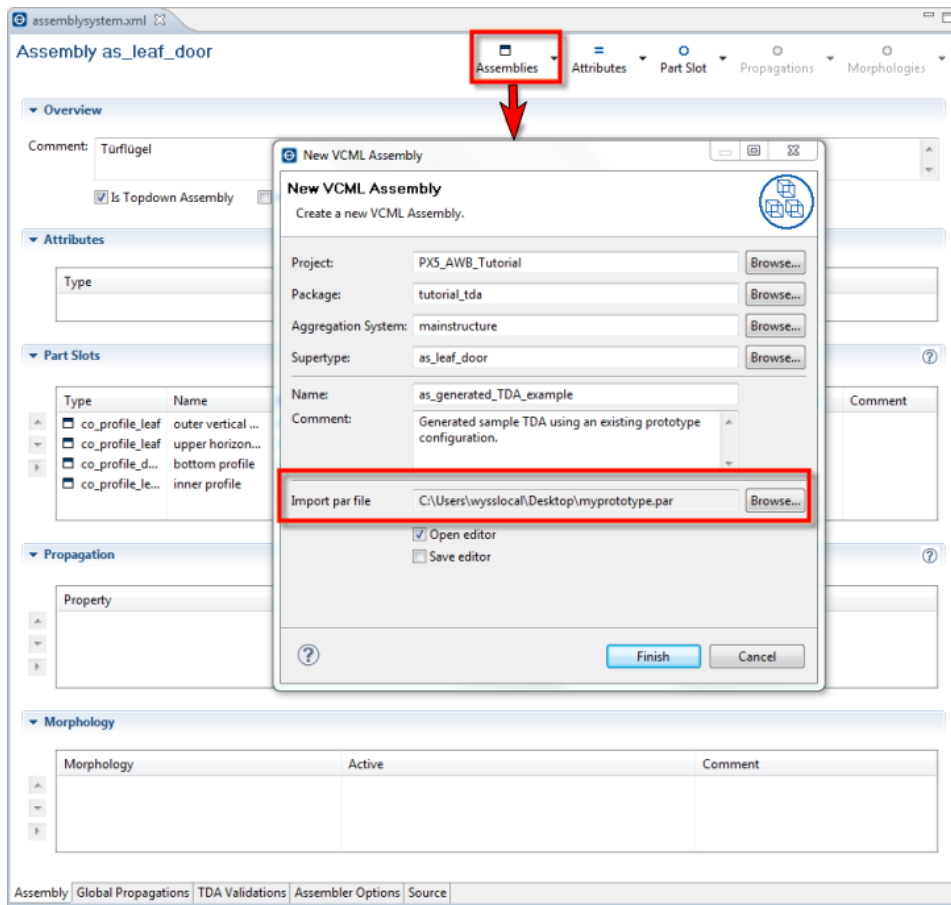 assemblysystem.xml
Assembly as_leaf_door
Assemblies Attributes Part Slot Propagations Morphologies
Overview
Comment: Türflügel
Is Topdown Assembly
Attributes
Type
Part Slots
Type Name Comment
co_profile_leaf outer vertical ...
co_profile_leaf upper horizon...
co_profile_d... bottom profile
co_profile_le... inner profile
Propagation
Property
Morphology
Morphology Active Comment
Assembly Global Propagations TDA Validations Assembler Options Source
New VCML Assembly
New VCML Assembly
Create a new VCML Assembly.
Project: PX5_AWB_Tutorial Browse...
Package: tutorial_tda Browse...
Aggregation System: mainstructure Browse...
Supertype: as_leaf_door Browse...
Name: as_generated_TDA_example
Comment: Generated sample TDA using an existing prototype
configuration.
Import par file C:\Users\wysslocal\Desktop\myprototype.par Browse...
Open editor
Save editor
Finish Cancel